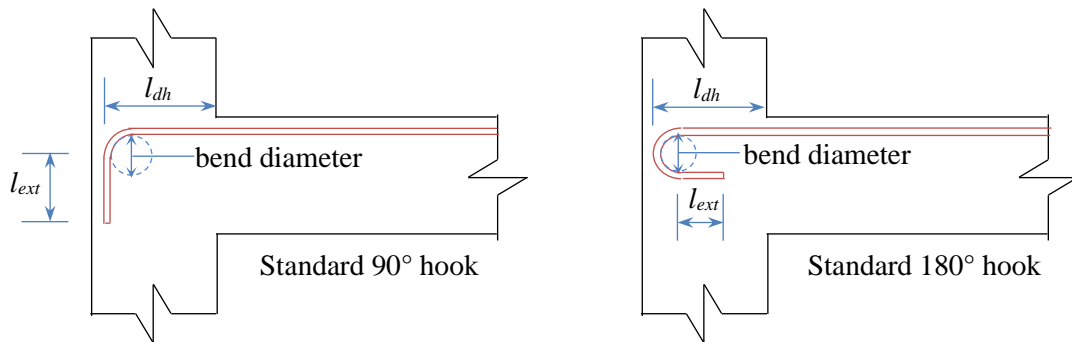 l_dh
bend diameter
l_ext
Standard 90° hook
l_dh
bend diameter
l_ext
Standard 180° hook